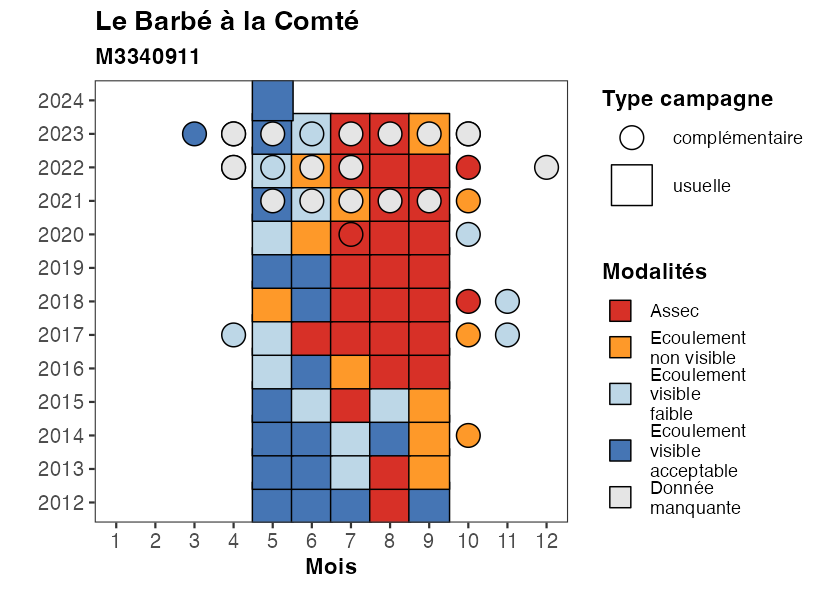 Le Barbé à la Comté
M3340911
2024
2023
2022
2021
2020
2019
2018
2017
2016
2015
2014
2013
2012
1 2 3 4 5 6 7 8 9 10 11 12
Mois
Type campagne
complémentaire
usuelle
Modalités
Assec
Ecoulement
non visible
Ecoulement
visible
faible
Ecoulement
visible
acceptable
Donnée
manquante